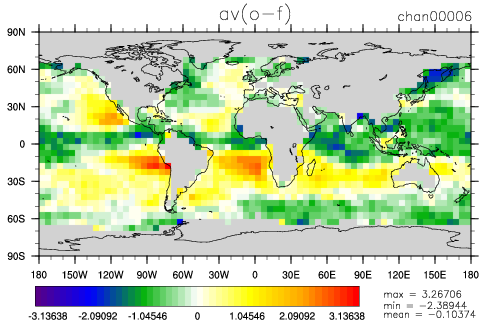 av(o-f)
chan00006
90N
60N
30N
0
30S
60S
90S
180 150W 120W 90W 60W 30W 0 30E 60E 90E 120E 150E 180
-3.13638 -2.09092 -1.04546 0 1.04546 2.09092 3.13638
max = 3.26706
min = -2.38944
mean = -0.10374